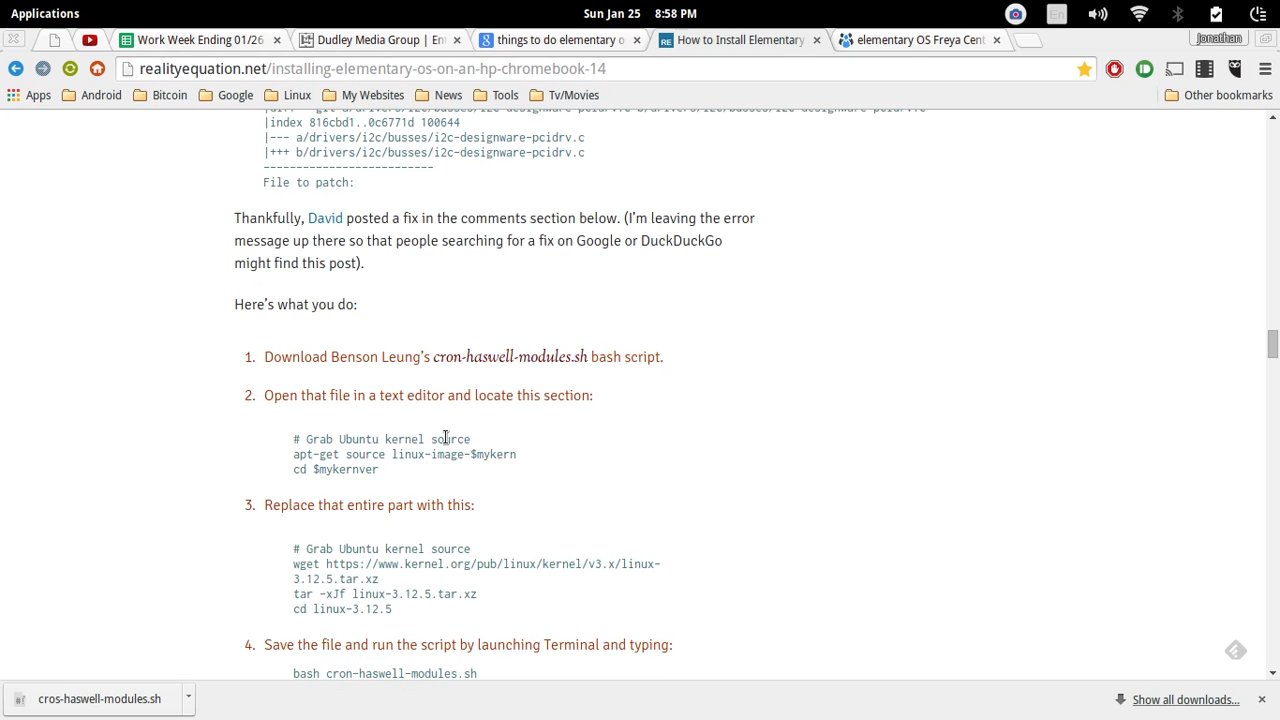 Applications
Sun Jan 25 8:58 PM
En
Work Week Ending 01/26
Dudley Media Group | En
things to do elementary o
How to Install Elementary
elementary OS Freya Cent
Jonathan
realityequation.net/installing-elementary-os-on-an-hp-chromebook-14
Apps Android Bitcoin Google Linux My Websites News Tools Tv/Movies Other bookmarks
|index 816cbd1..0c6771d 100644
|--- a/drivers/i2c/busses/i2c-designware-pcidrv.c
|+++ b/drivers/i2c/busses/i2c-designware-pcidrv.c
--------------------------
File to patch:
Thankfully, David posted a fix in the comments section below. (I'm leaving the error
message up there so that people searching for a fix on Google or DuckDuckGo
might find this post).
Here's what you do:
1. Download Benson Leung's cron-haswell-modules.sh bash script.
2. Open that file in a text editor and locate this section:
# Grab Ubuntu kernel source
apt-get source linux-image-$mykern
cd $mykernver
3. Replace that entire part with this:
# Grab Ubuntu kernel source
wget https://www.kernel.org/pub/linux/kernel/v3.x/linux-
3.12.5.tar.xz
tar -xJf linux-3.12.5.tar.xz
cd linux-3.12.5
4. Save the file and run the script by launching Terminal and typing:
bash cron-haswell-modules.sh
cros-haswell-modules.sh
Show all downloads...